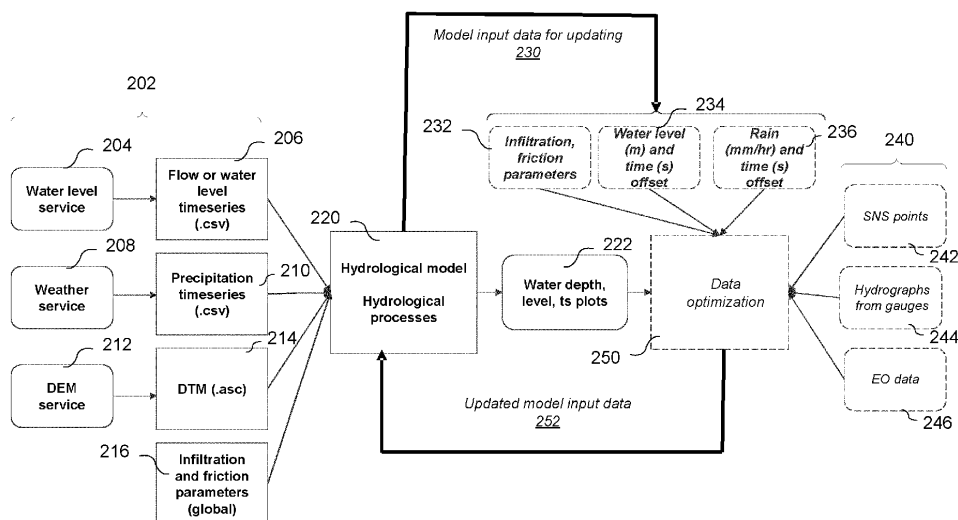 Model input data for updating
230
202
204
Water level
service
206
Flow or water
level
timeseries
(.csv)
208
Weather
service
Precipitation
timeseries
(.csv)
210
212
DEM
service
214
DTM (.asc)
216
Infiltration
and friction
parameters
(global)
220
Hydrological model
Hydrological
processes
222
Water depth,
level, ts plots
232
Infiltration,
friction
parameters
234
Water level
(m) and
time (s)
offset
Rain
(mm/hr) and
time (s)
offset
236
240
SNS points
242
Hydrographs
from gauges
244
EO data
246
Data
optimization
250
Updated model input data
252